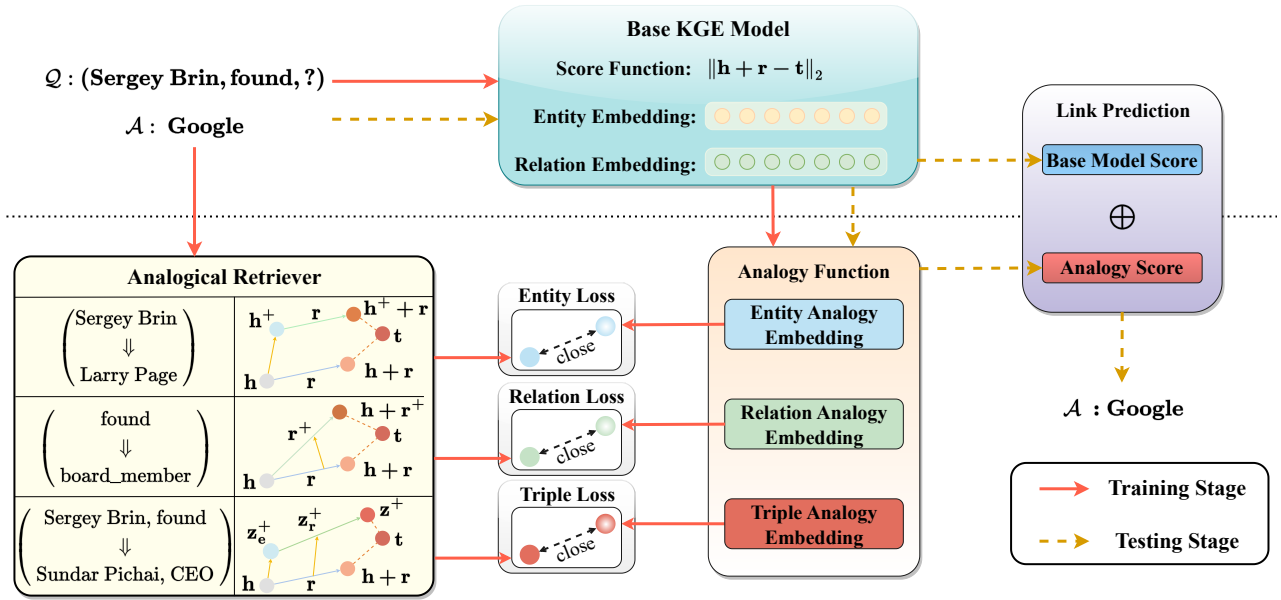 Base KGE Model
Score Function: ‖h + r − t‖₂
Entity Embedding:
Relation Embedding:
𝒬 : (Sergey Brin, found, ?)
𝒜 : Google
Link Prediction
Base Model Score
⊕
Analogy Score
𝒜 : Google
Analogical Retriever
Sergey Brin
⇓
Larry Page
h⁺
r
h⁺ + r
t
h
r
h + r
found
⇓
board_member
h + r⁺
r⁺
t
h
r
h + r
Sergey Brin, found
⇓
Sundar Pichai, CEO
zₑ⁺
zᵣ⁺
z⁺
t
h
r
h + r
Entity Loss
close
Relation Loss
close
Triple Loss
close
Analogy Function
Entity Analogy
Embedding
Relation Analogy
Embedding
Triple Analogy
Embedding
Training Stage
Testing Stage